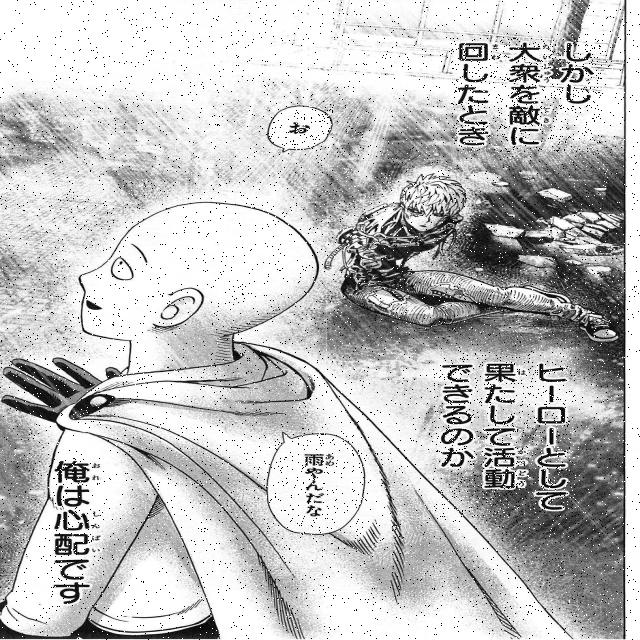 しかし
大衆を敵に
回したとき
お
ヒーローとして
果たして活動
できるのか
雨やんだな
俺は心配です